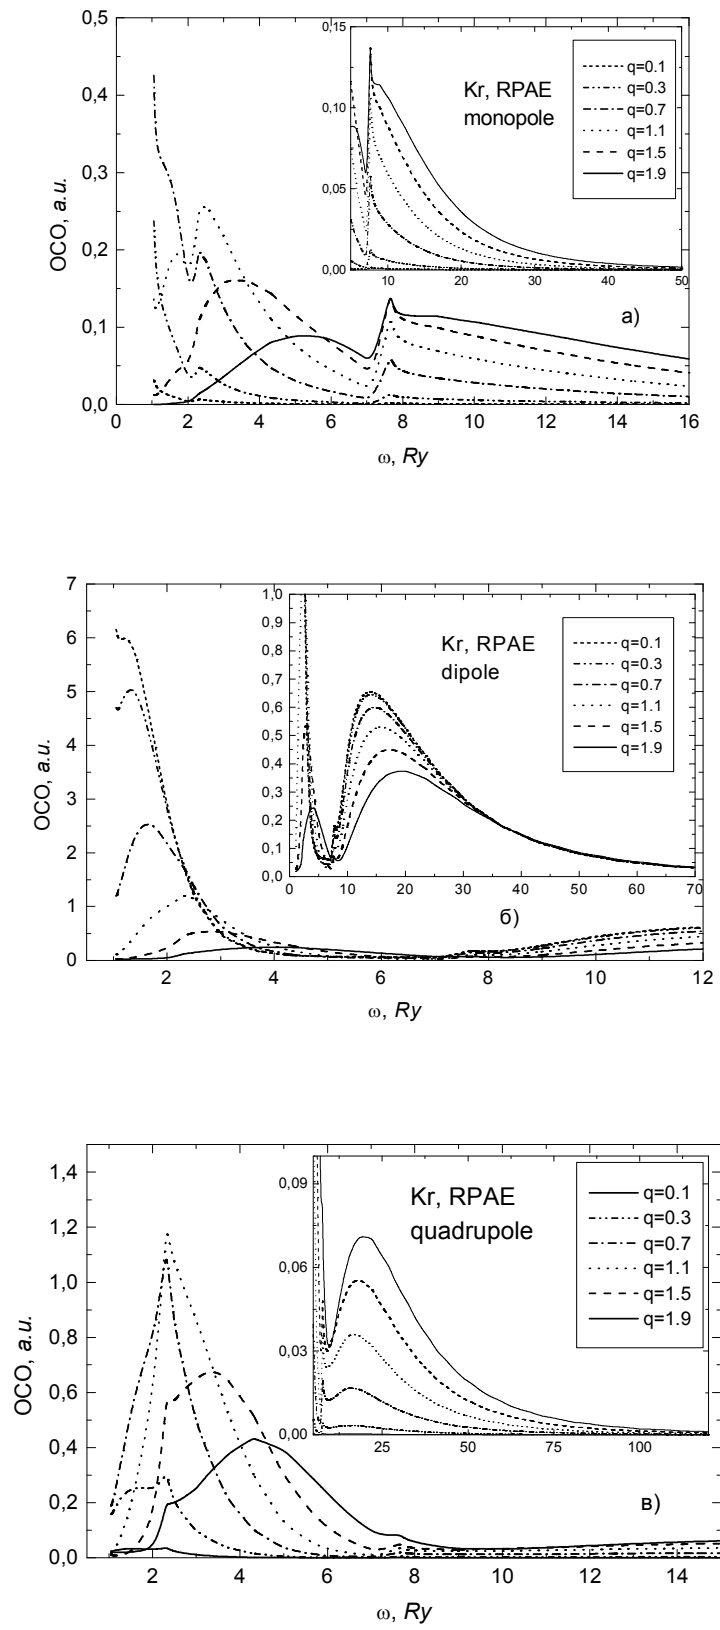 0,5
0,4
0,3
0,2
0,1
0,0
ОСО, a.u.
0,15
0,10
0,05
0,00
Kr, RPAE
monopole
q=0.1
q=0.3
q=0.7
q=1.1
q=1.5
q=1.9
10 20 30 40 50
а)
0 2 4 6 8 10 12 14 16
ω, Ry
7
6
5
4
3
2
1
0
ОСО, a.u.
1,0
0,9
0,8
0,7
0,6
0,5
0,4
0,3
0,2
0,1
0,0
Kr, RPAE
dipole
q=0.1
q=0.3
q=0.7
q=1.1
q=1.5
q=1.9
0 10 20 30 40 50 60 70
б)
2 4 6 8 10 12
ω, Ry
1,4
1,2
1,0
0,8
0,6
0,4
0,2
0,0
ОСО, a.u.
0,09
0,06
0,03
0,00
Kr, RPAE
quadrupole
q=0.1
q=0.3
q=0.7
q=1.1
q=1.5
q=1.9
25 50 75 100
в)
2 4 6 8 10 12 14
ω, Ry